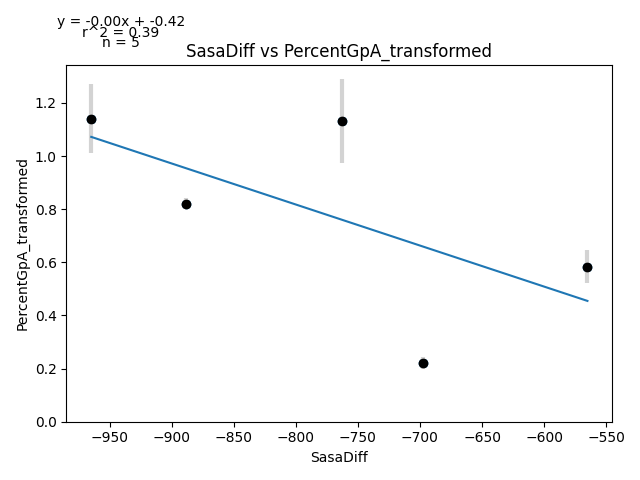 y = -0.00x + -0.42
r^2 = 0.39
n = 5
SasaDiff vs PercentGpA_transformed
PercentGpA_transformed
1.2
1.0
0.8
0.6
0.4
0.2
0.0
−950
−900
−850
−800
−750
−700
−650
−600
−550
SasaDiff